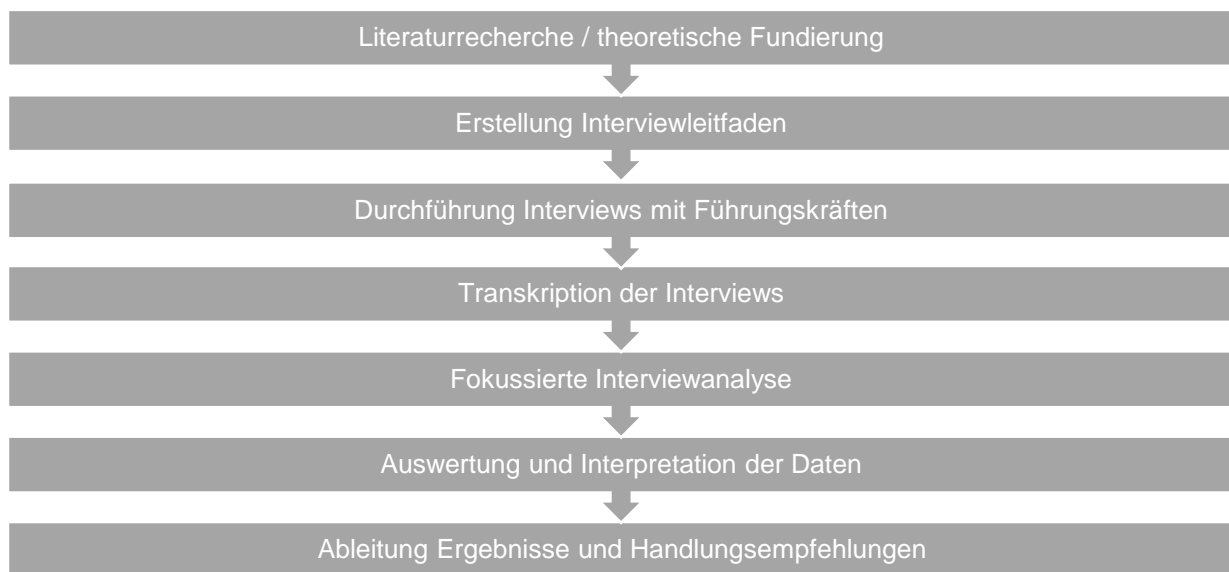 Literaturrecherche / theoretische Fundierung
Erstellung Interviewleitfaden
Durchführung Interviews mit Führungskräften
Transkription der Interviews
Fokussierte Interviewanalyse
Auswertung und Interpretation der Daten
Ableitung Ergebnisse und Handlungsempfehlungen